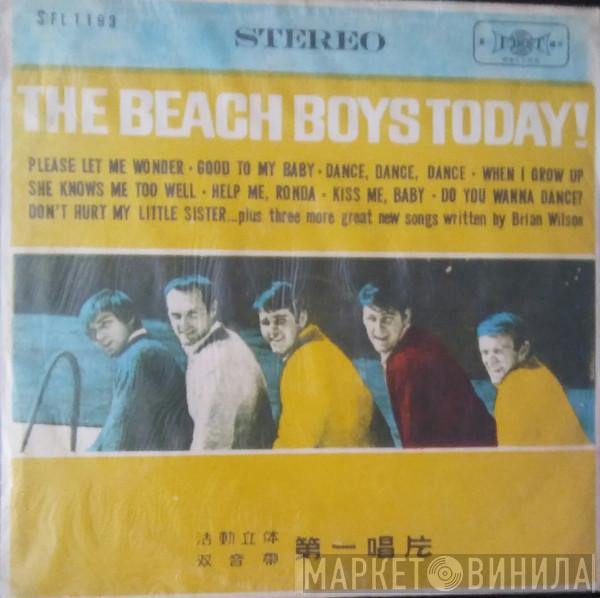 SFL 1193
STEREO
FIRST
THE BEACH BOYS TODAY!
PLEASE LET ME WONDER · GOOD TO MY BABY · DANCE, DANCE, DANCE · WHEN I GROW UP
SHE KNOWS ME TOO WELL · HELP ME, RONDA · KISS ME, BABY · DO YOU WANNA DANCE?
DON'T HURT MY LITTLE SISTER...plus three more great new songs written by Brian Wilson
活動立体
双音帶
第一唱片
МАРКЕТ ВИНИЛА